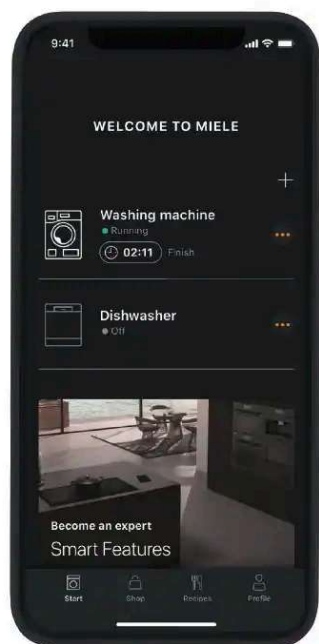 9:41
WELCOME TO MIELE
Washing machine
Running
02:11 Finish
Dishwasher
Off
Become an expert
Smart Features
Start Shop Recipes Profile